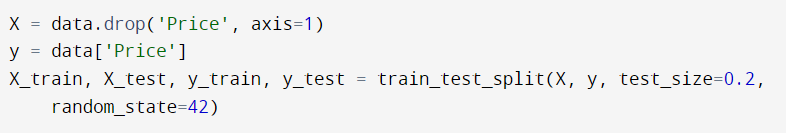 X = data.drop('Price', axis=1)
y = data['Price']
X_train, X_test, y_train, y_test = train_test_split(X, y, test_size=0.2,
    random_state=42)